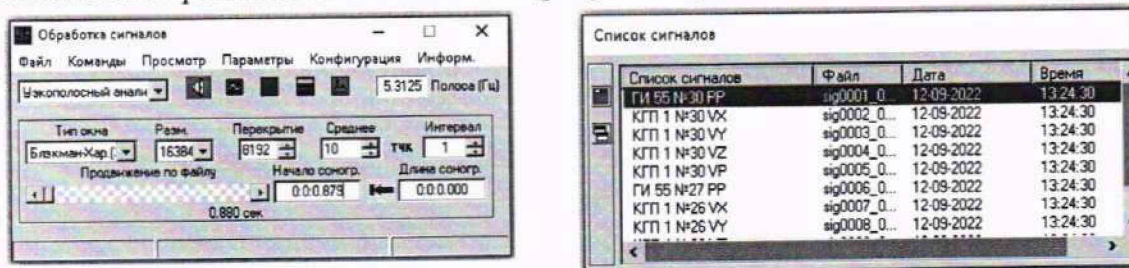 Обработка сигналов
Файл Команды Просмотр Параметры Конфигурация Информ.
Узкополосный анали 5.3125 Полоса (Гц)
Тип окна Разм. Перекрытие Среднее Интервал
Блэкман-Хар.[ 16384 8192 10 тчк 1
Продвижение по файлу Начало соногр. Длина соногр.
0:0:0.879 0:0:0.000
0.880 сек
Список сигналов
Список сигналов Файл Дата Время
ГИ 55 №30 РР sig0001_0... 12-09-2022 13:24:30
КГП 1 №30 VX sig0002_0... 12-09-2022 13:24:30
КГП 1 №30 VY sig0003_0... 12-09-2022 13:24:30
КГП 1 №30 VZ sig0004_0... 12-09-2022 13:24:30
КГП 1 №30 VP sig0005_0... 12-09-2022 13:24:30
ГИ 55 №27 РР sig0006_0... 12-09-2022 13:24:30
КГП 1 №26 VX sig0007_0... 12-09-2022 13:24:30
КГП 1 №26 VY sig0008_0... 12-09-2022 13:24:30